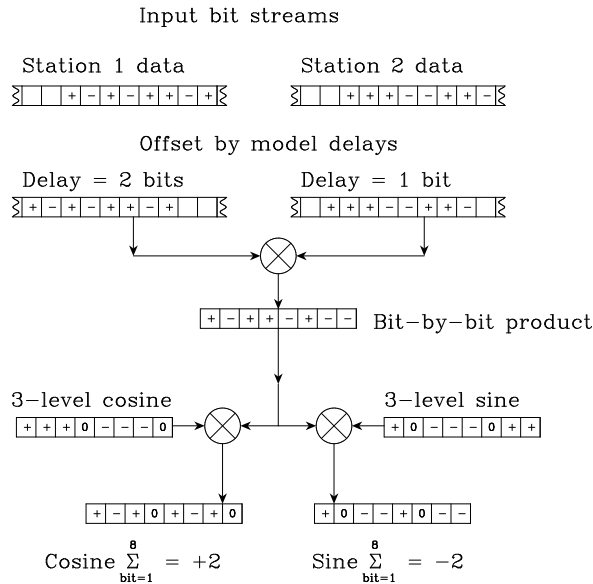 Input bit streams
Station 1 data
Station 2 data
+ − + − + + − +
+ + + − − + + −
Offset by model delays
Delay = 2 bits
Delay = 1 bit
+ − + − + + − +
+ + + − − + + −
+ − + + − + − −
Bit−by−bit product
3−level cosine
3−level sine
+ + + 0 − − − 0
+ 0 − − − 0 + +
+ − + 0 + − + 0
+ 0 − − + 0 − −
Cosine 8 Σ bit=1 = +2
Sine 8 Σ bit=1 = −2